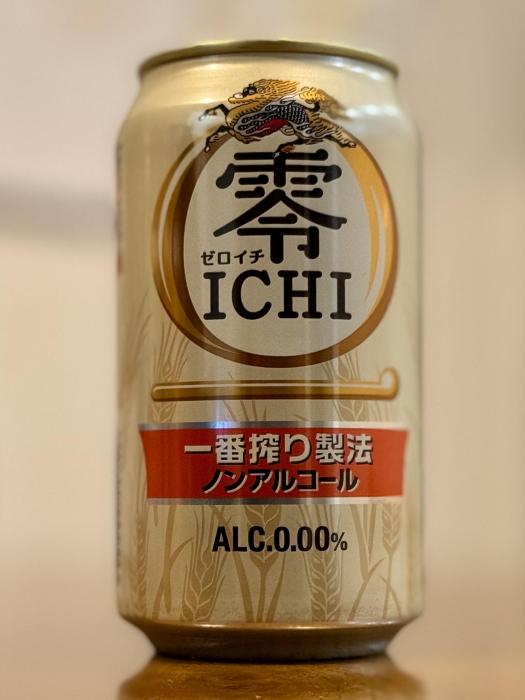 零
ゼロイチ
ICHI
一番搾り製法
ノンアルコール
ALC.0.00%